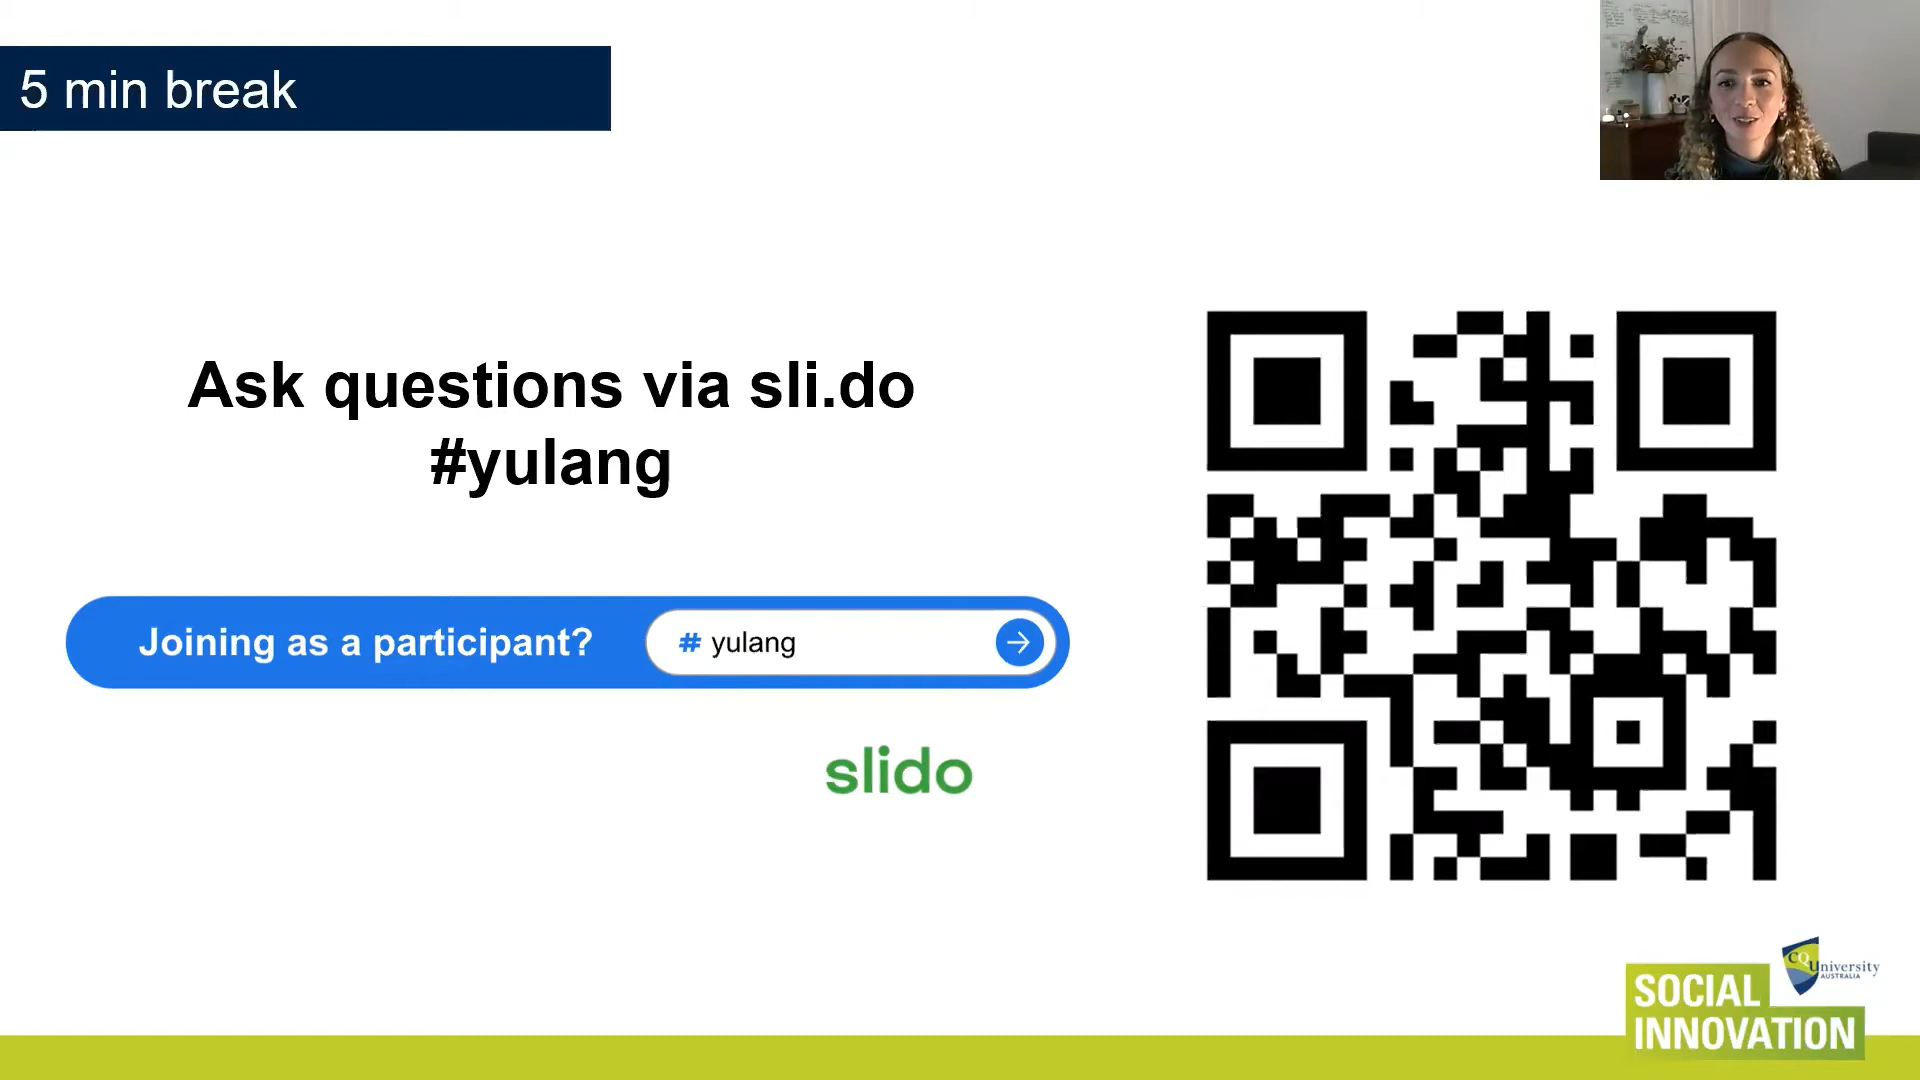 5 min break
Ask questions via sli.do
#yulang
Joining as a participant?
# yulang
slido
CQUniversity
AUSTRALIA
SOCIAL
INNOVATION